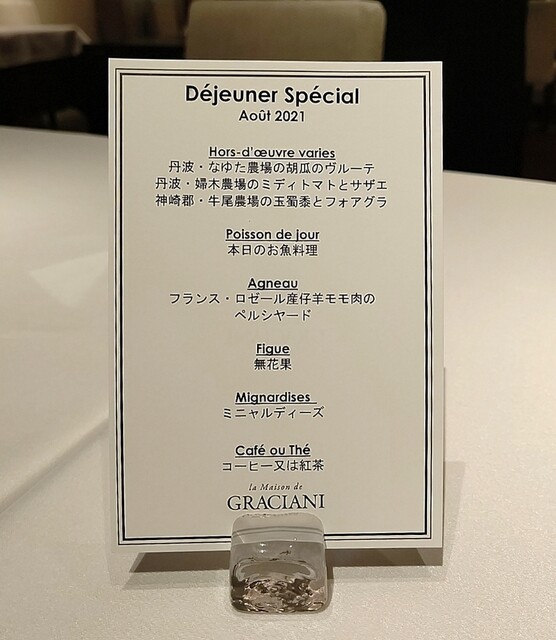 Déjeuner Spécial
Août 2021
Hors-d'œuvre varies
丹波・なゆた農場の胡瓜のヴルーテ
丹波・婦木農場のミディトマトとサザエ
神崎郡・牛尾農場の玉蜀黍とフォアグラ
Poisson de jour
本日のお魚料理
Agneau
フランス・ロゼール産仔羊モモ肉の
ペルシヤード
Figue
無花果
Mignardises
ミニャルディーズ
Café ou Thé
コーヒー又は紅茶
la Maison de
GRACIANI